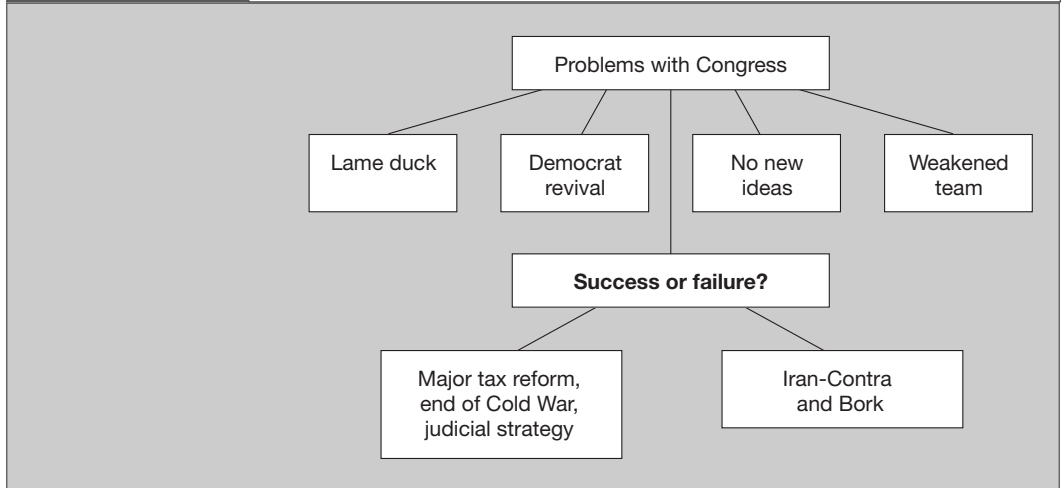 Problems with Congress
Lame duck
Democrat
revival
No new
ideas
Weakened
team
Success or failure?
Major tax reform,
end of Cold War,
judicial strategy
Iran-Contra
and Bork